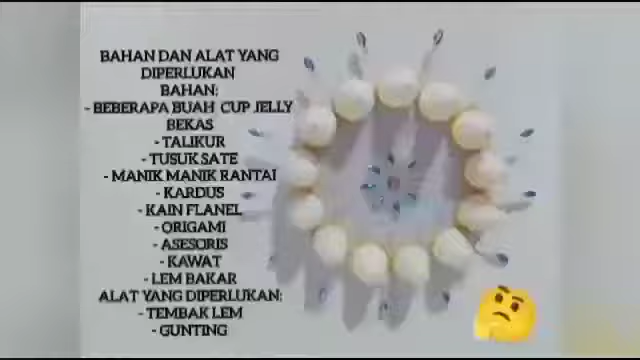 BAHAN DAN ALAT YANG
DIPERLUKAN
BAHAN:
- BEBERAPA BUAH CUP JELLY
BEKAS
- TALIKUR
- TUSUK SATE
- MANIK MANIK RANTAI
- KARDUS
- KAIN FLANEL
- ORIGAMI
- ASESORIS
- KAWAT
- LEM BAKAR
ALAT YANG DIPERLUKAN:
- TEMBAK LEM
- GUNTING